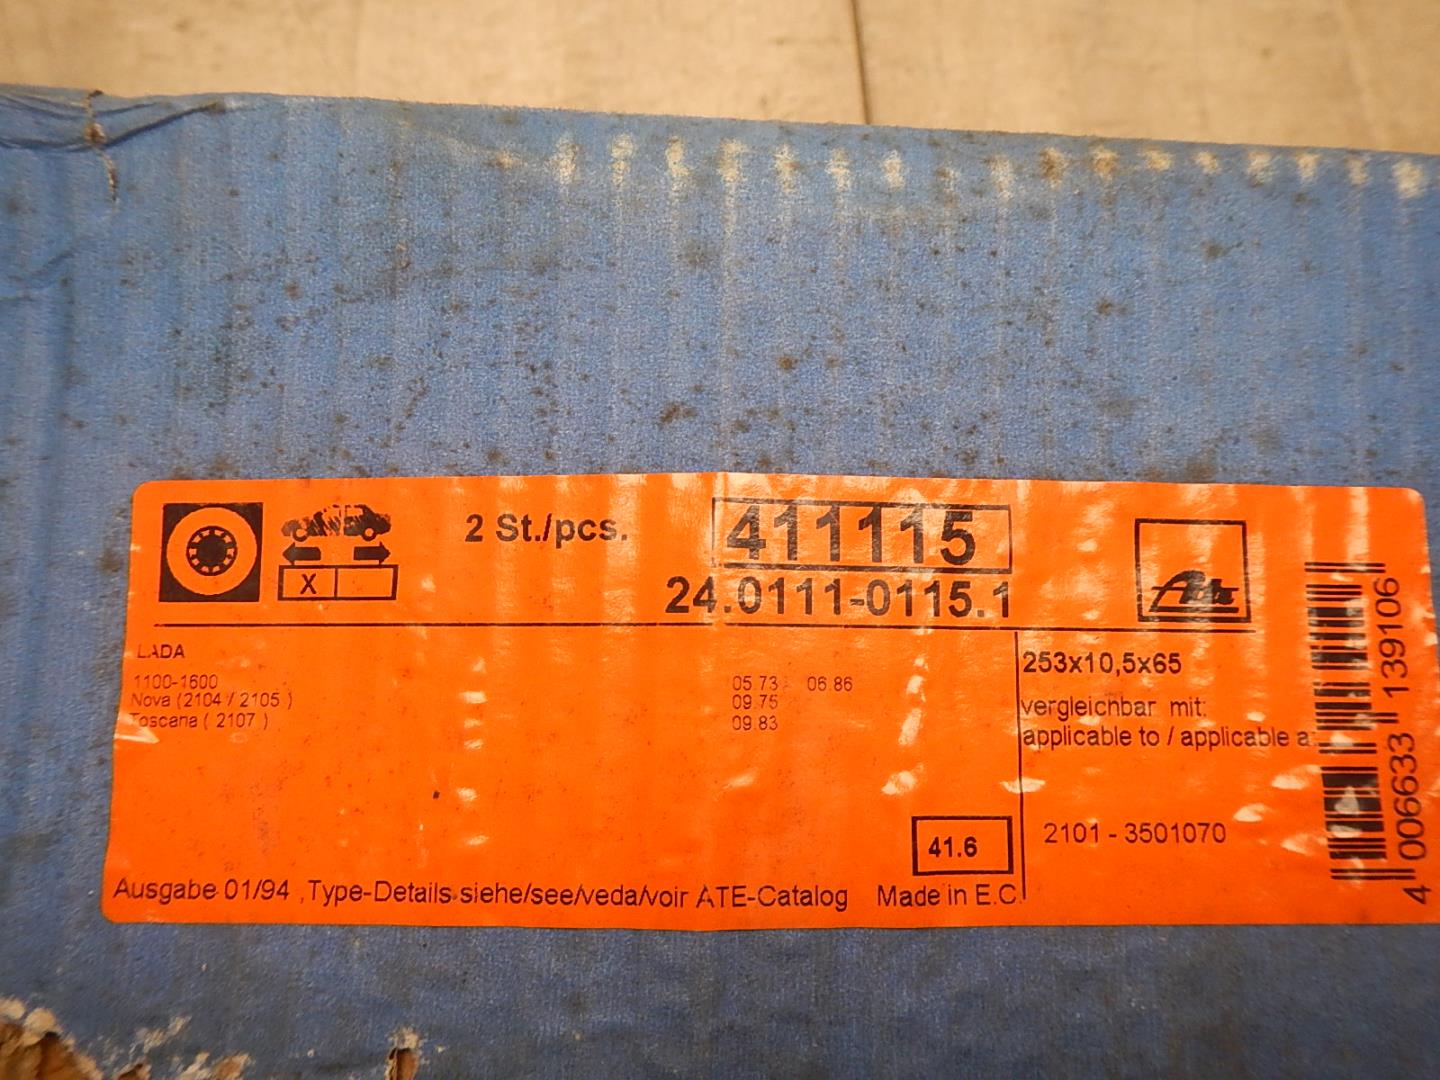 2 St./pcs.
411115
24.0111-0115.1
Ate
X
LADA
1100-1600 05.73 06.86
Nova (2104 / 2105 ) 09.75
Toscana ( 2107 ) 09.83
253x10,5x65
vergleichbar mit:
applicable to / applicable a:
2101 - 3501070
41.6
Ausgabe 01/94 ,Type-Details siehe/see/veda/voir ATE-Catalog Made in E.C.
4 006633 139106